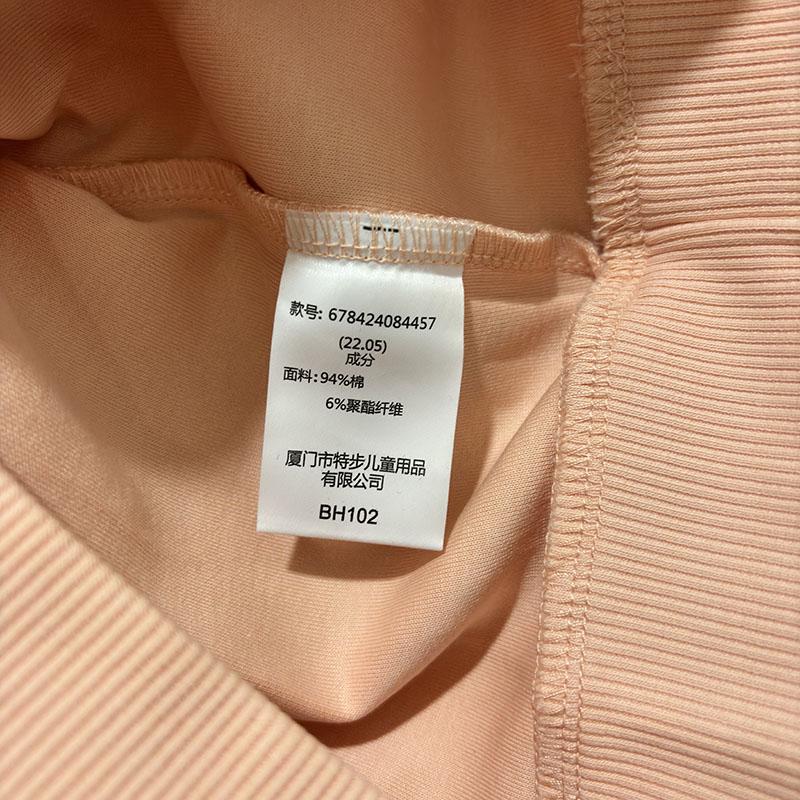 款号: 678424084457
(22.05)
成分
面料:94%棉
6%聚酯纤维
厦门市特步儿童用品
有限公司
BH102